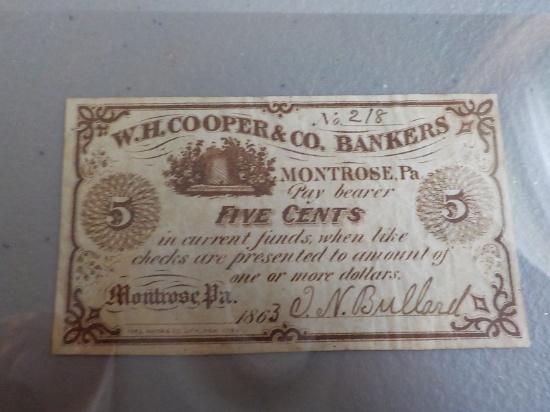 No. 218
W.H. COOPER & CO. BANKERS
MONTROSE, Pa.
Pay bearer
5 FIVE CENTS 5
in current funds, when like
checks are presented to amount of
one or more dollars.
Montrose, Pa.
1863 J. N. Bullard